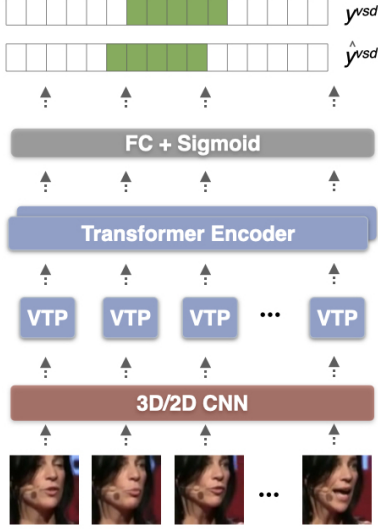 y^vsd
ŷ^vsd
FC + Sigmoid
Transformer Encoder
VTP VTP VTP ... VTP
3D/2D CNN
...